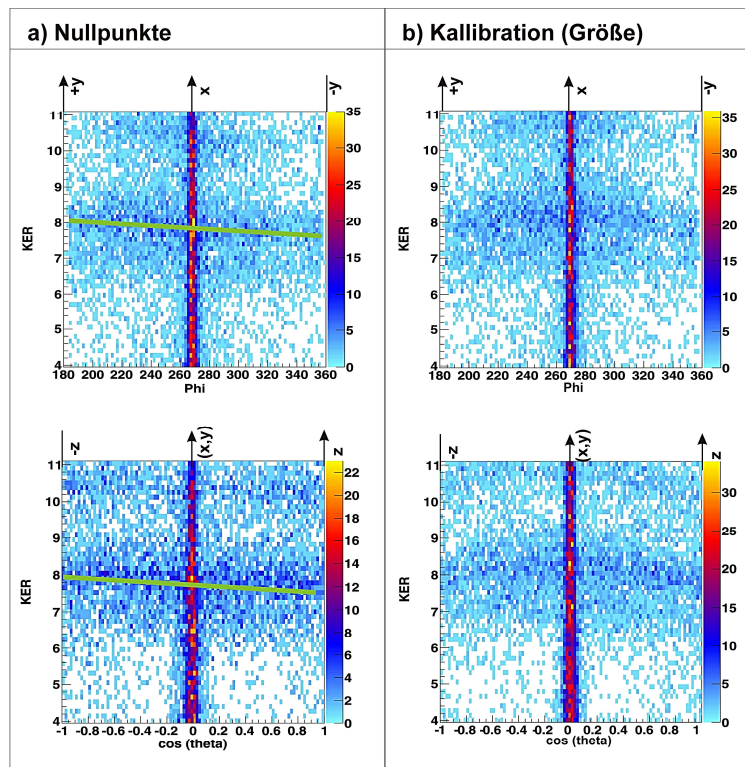 a) Nullpunkte
b) Kallibration (Größe)
+y
x
-y
KER
11
10
9
8
7
6
5
4
180 200 220 240 260 280 300 320 340 360
Phi
35
30
25
20
15
10
5
0
+y
x
-y
KER
11
10
9
8
7
6
5
4
180 200 220 240 260 280 300 320 340 360
Phi
35
30
25
20
15
10
5
0
-z
(x,y)
z
KER
11
10
9
8
7
6
5
4
-1 -0.8 -0.6 -0.4 -0.2 0 0.2 0.4 0.6 0.8 1
cos (theta)
22
20
18
16
14
12
10
8
6
4
2
0
-z
(x,y)
z
KER
11
10
9
8
7
6
5
4
-1 -0.8 -0.6 -0.4 -0.2 0 0.2 0.4 0.6 0.8 1
cos (theta)
30
25
20
15
10
5
0